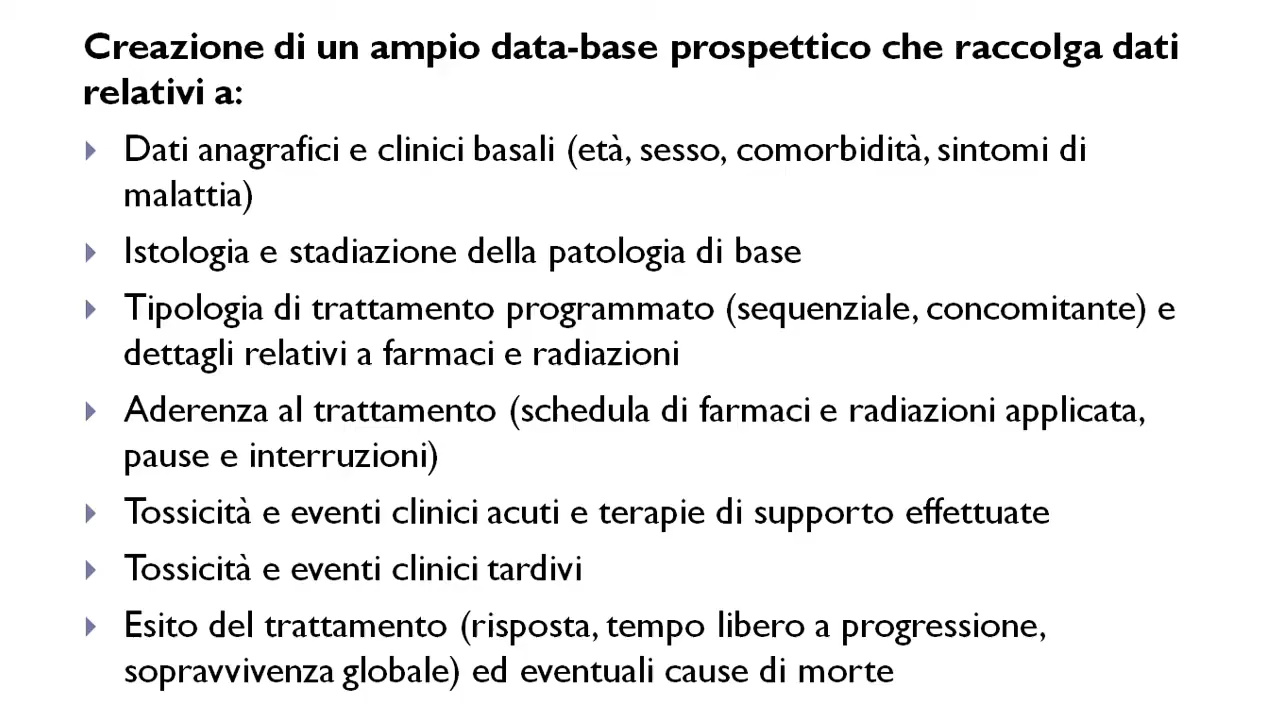 Creazione di un ampio data-base prospettico che raccolga dati
relativi a:
Dati anagrafici e clinici basali (età, sesso, comorbidità, sintomi di
malattia)
Istologia e stadiazione della patologia di base
Tipologia di trattamento programmato (sequenziale, concomitante) e
dettagli relativi a farmaci e radiazioni
Aderenza al trattamento (schedula di farmaci e radiazioni applicata,
pause e interruzioni)
Tossicità e eventi clinici acuti e terapie di supporto effettuate
Tossicità e eventi clinici tardivi
Esito del trattamento (risposta, tempo libero a progressione,
sopravvivenza globale) ed eventuali cause di morte